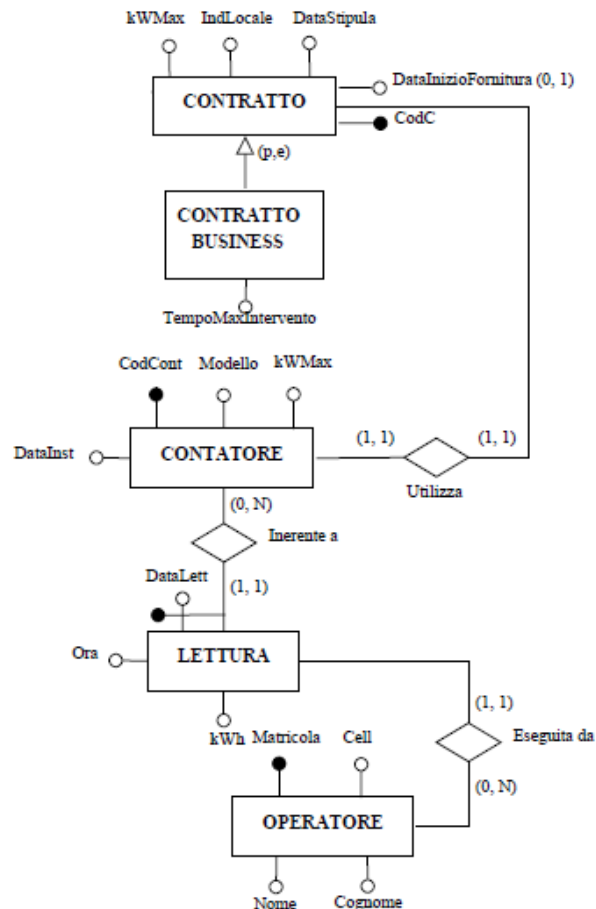 kWMax IndLocale DataStipula
DataInizioFornitura (0, 1)
CONTRATTO
CodC
(p,e)
CONTRATTO
BUSINESS
TempoMaxIntervento
CodCont Modello kWMax
DataInst
CONTATORE
(1, 1) (1, 1)
Utilizza
(0, N)
Inerente a
DataLett
(1, 1)
Ora
LETTURA
(1, 1)
kWh
Matricola Cell
Eseguita da
(0, N)
OPERATORE
Nome Cognome